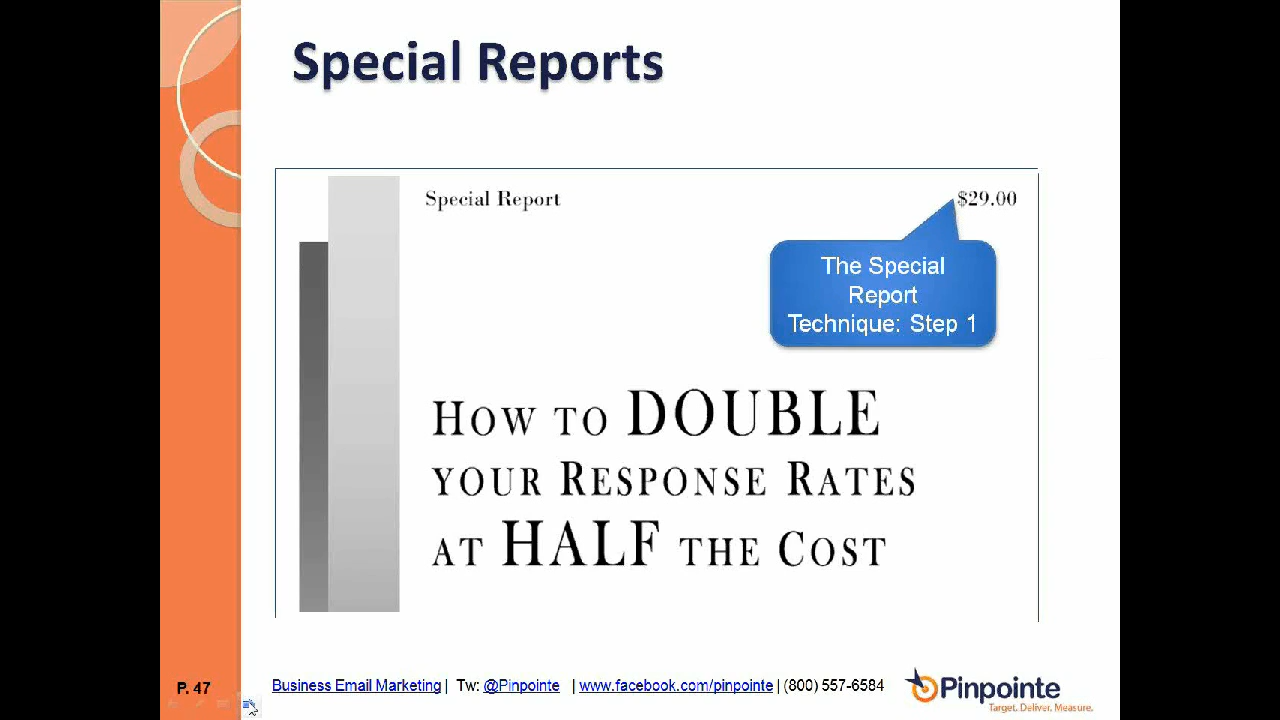 Special Reports
Special Report $29.00
The Special
Report
Technique: Step 1
HOW TO DOUBLE
YOUR RESPONSE RATES
AT HALF THE COST
P. 47
Business Email Marketing | Tw: @Pinpointe | www.facebook.com/pinpointe | (800) 557-6584
Pinpointe
Target. Deliver. Measure.